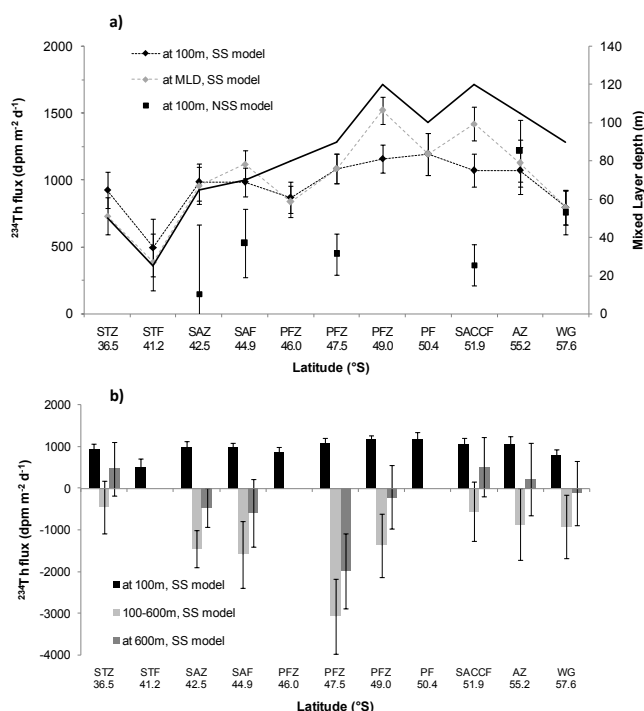 a)
2000
1500
1000
500
0
²³⁴Th flux (dpm m⁻² d⁻¹)
at 100m, SS model
at MLD, SS model
at 100m, NSS model
140
120
100
80
60
40
20
0
Mixed Layer depth (m)
STZ STF SAZ SAF PFZ PFZ PFZ PF SACCF AZ WG
36.5 41.2 42.5 44.9 46.0 47.5 49.0 50.4 51.9 55.2 57.6
Latitude (°S)
b)
2000
1000
0
-1000
-2000
-3000
-4000
²³⁴Th flux (dpm m⁻² d⁻¹)
at 100m, SS model
100-600m, SS model
at 600m, SS model
STZ STF SAZ SAF PFZ PFZ PFZ PF SACCF AZ WG
36.5 41.2 42.5 44.9 46.0 47.5 49.0 50.4 51.9 55.2 57.6
Latitude (°S)